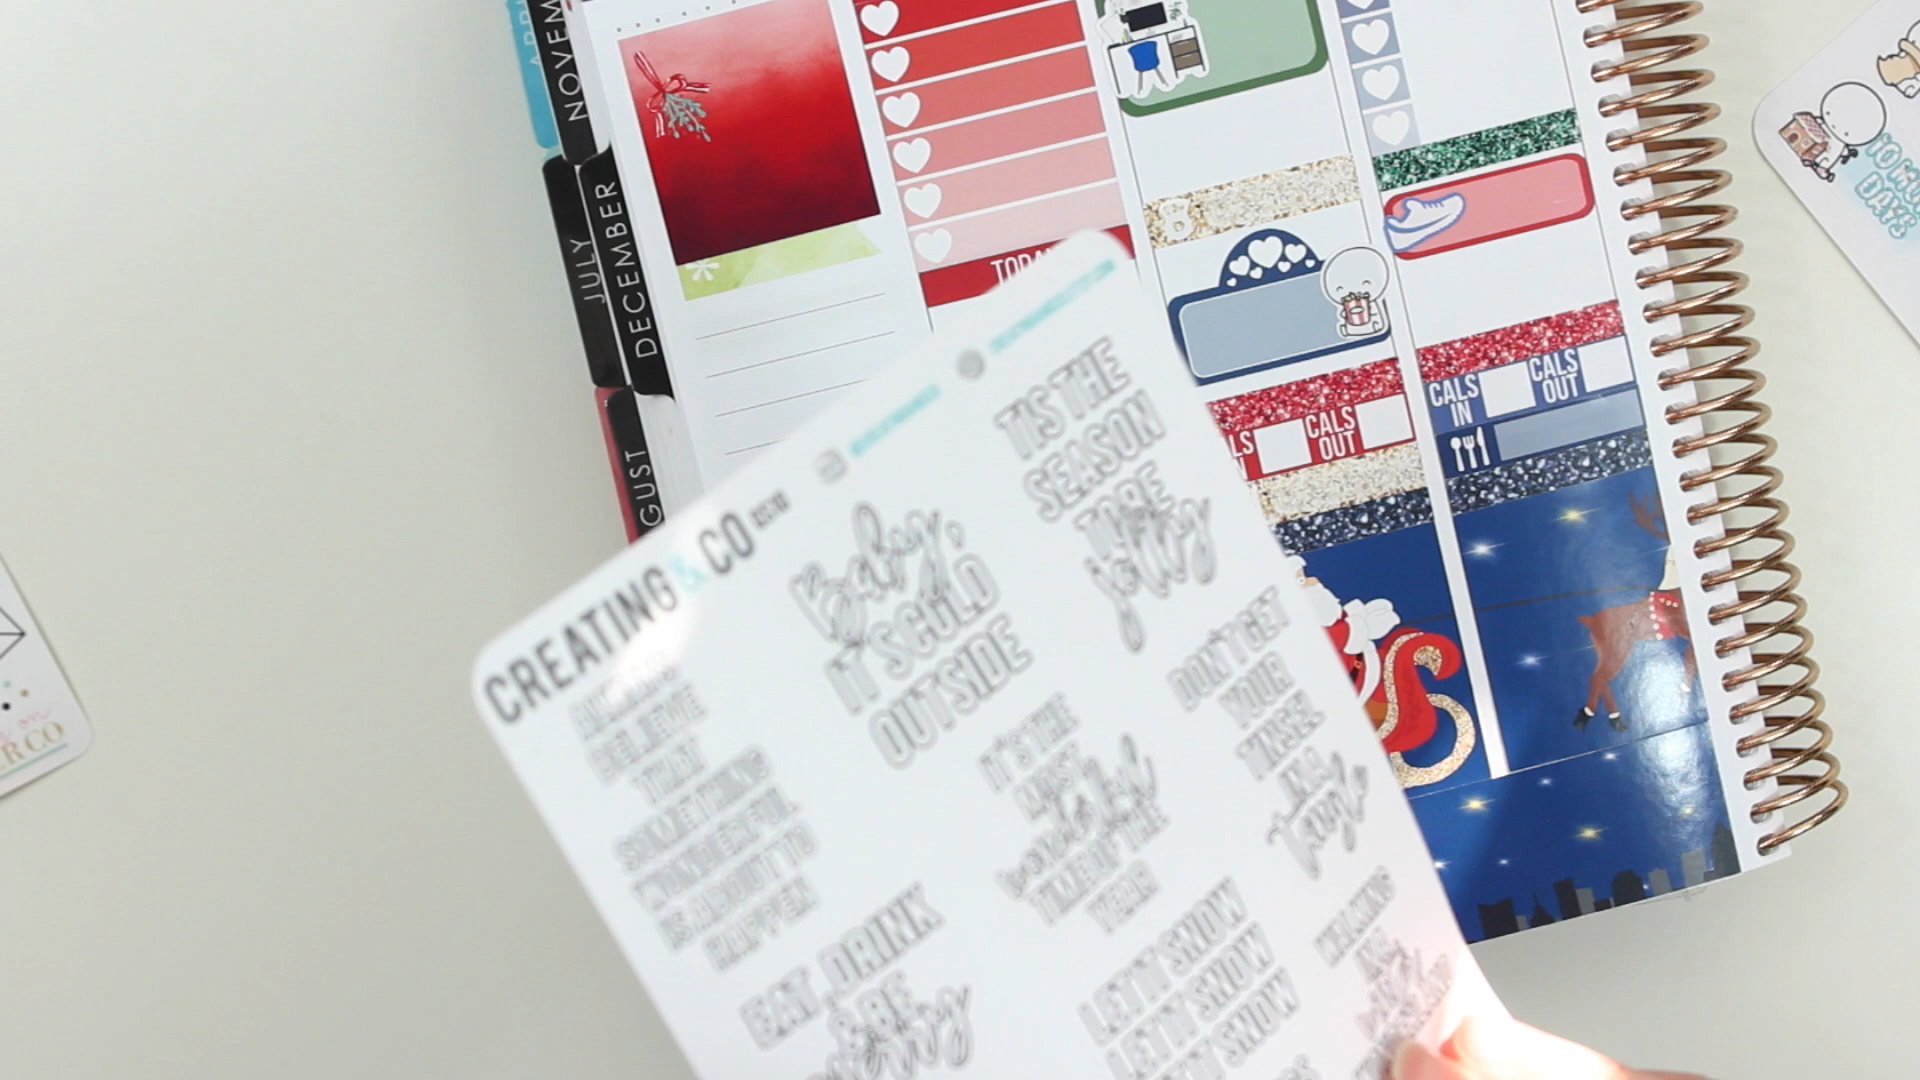 NOVEM
JULY
DECEMBER
GUST
TODA
8
CALS
IN
CALS
OUT
CALS
OUT
DAYS
R CO
CREATING & CO
Baby,
IT'S COLD
OUTSIDE
TIS THE
SEASON
TO BE
jolly
BELIEVE
THAT
SOMETHING
WONDERFUL
IS ABOUT TO
HAPPEN
IT'S THE
MOST
wonderful
TIME OF THE
YEAR
DON'T GET
YOUR
TINSEL
IN A
tangle
EAT, DRINK
& BE
merry
LET IT SNOW
LET IT SNOW
LET IT SNOW